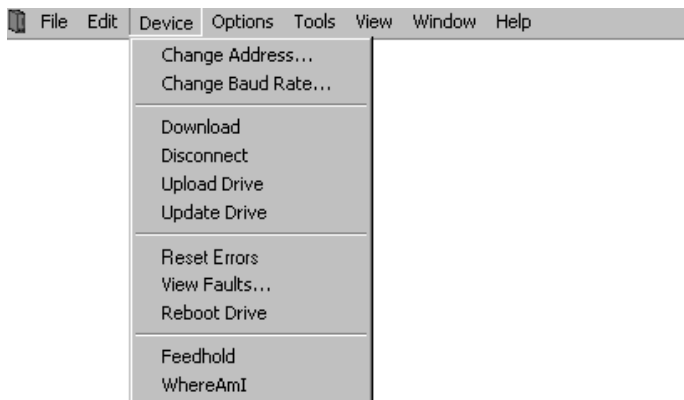 File Edit Device Options Tools View Window Help
Change Address...
Change Baud Rate...
Download
Disconnect
Upload Drive
Update Drive
Reset Errors
View Faults...
Reboot Drive
Feedhold
WhereAmI